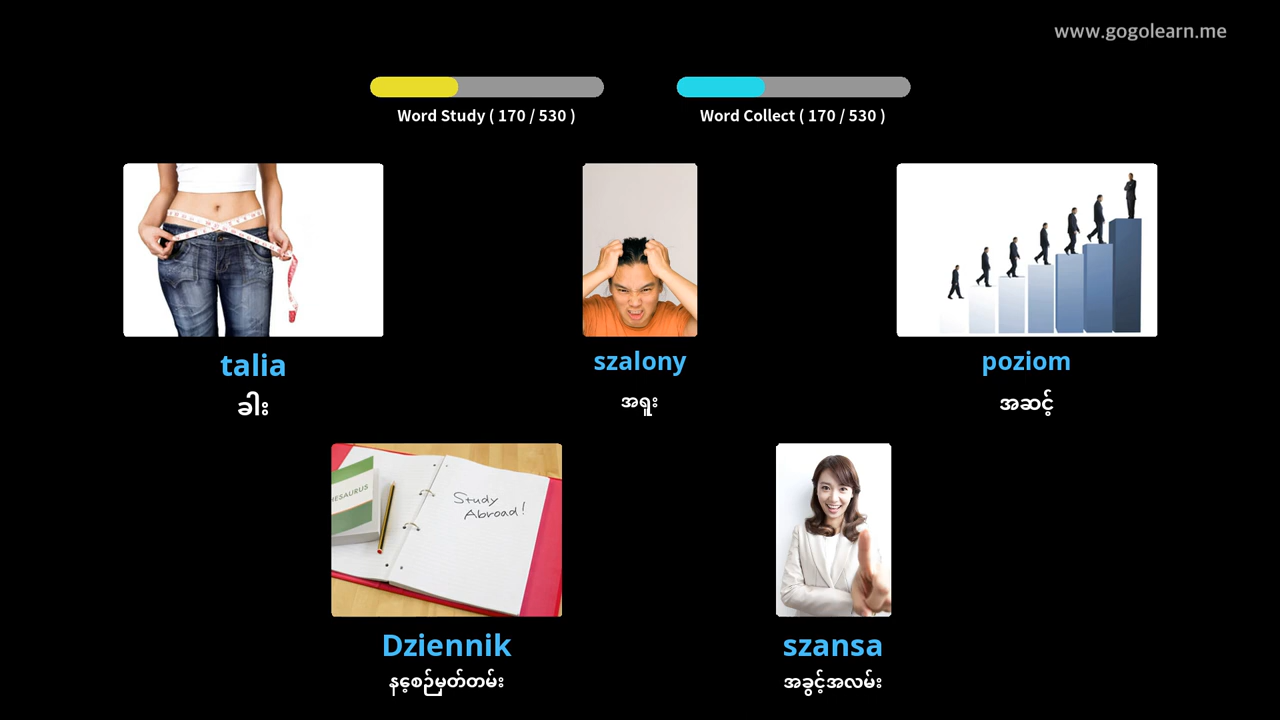 www.gogolearn.me
Word Study ( 170 / 530 )
Word Collect ( 170 / 530 )
talia
ခါး
szalony
အရူး
poziom
အဆင့်
HESAURUS
Study
Abroad!
Dziennik
နေ့စဉ်မှတ်တမ်း
szansa
အခွင့်အလမ်း